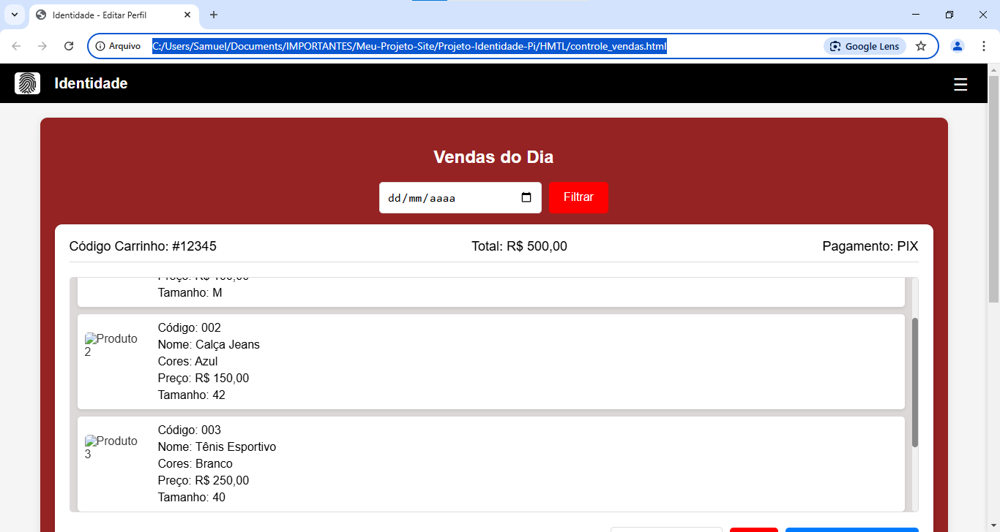 Identidade - Editar Perfil
Arquivo
C:/Users/Samuel/Documents/IMPORTANTES/Meu-Projeto-Site/Projeto-Identidade-Pi/HMTL/controle_vendas.html
Google Lens
Identidade
Vendas do Dia
dd/mm/aaaa
Filtrar
Código Carrinho: #12345
Total: R$ 500,00
Pagamento: PIX
Preço: R$ 100,00
Tamanho: M
Produto
2
Código: 002
Nome: Calça Jeans
Cores: Azul
Preço: R$ 150,00
Tamanho: 42
Produto
3
Código: 003
Nome: Tênis Esportivo
Cores: Branco
Preço: R$ 250,00
Tamanho: 40